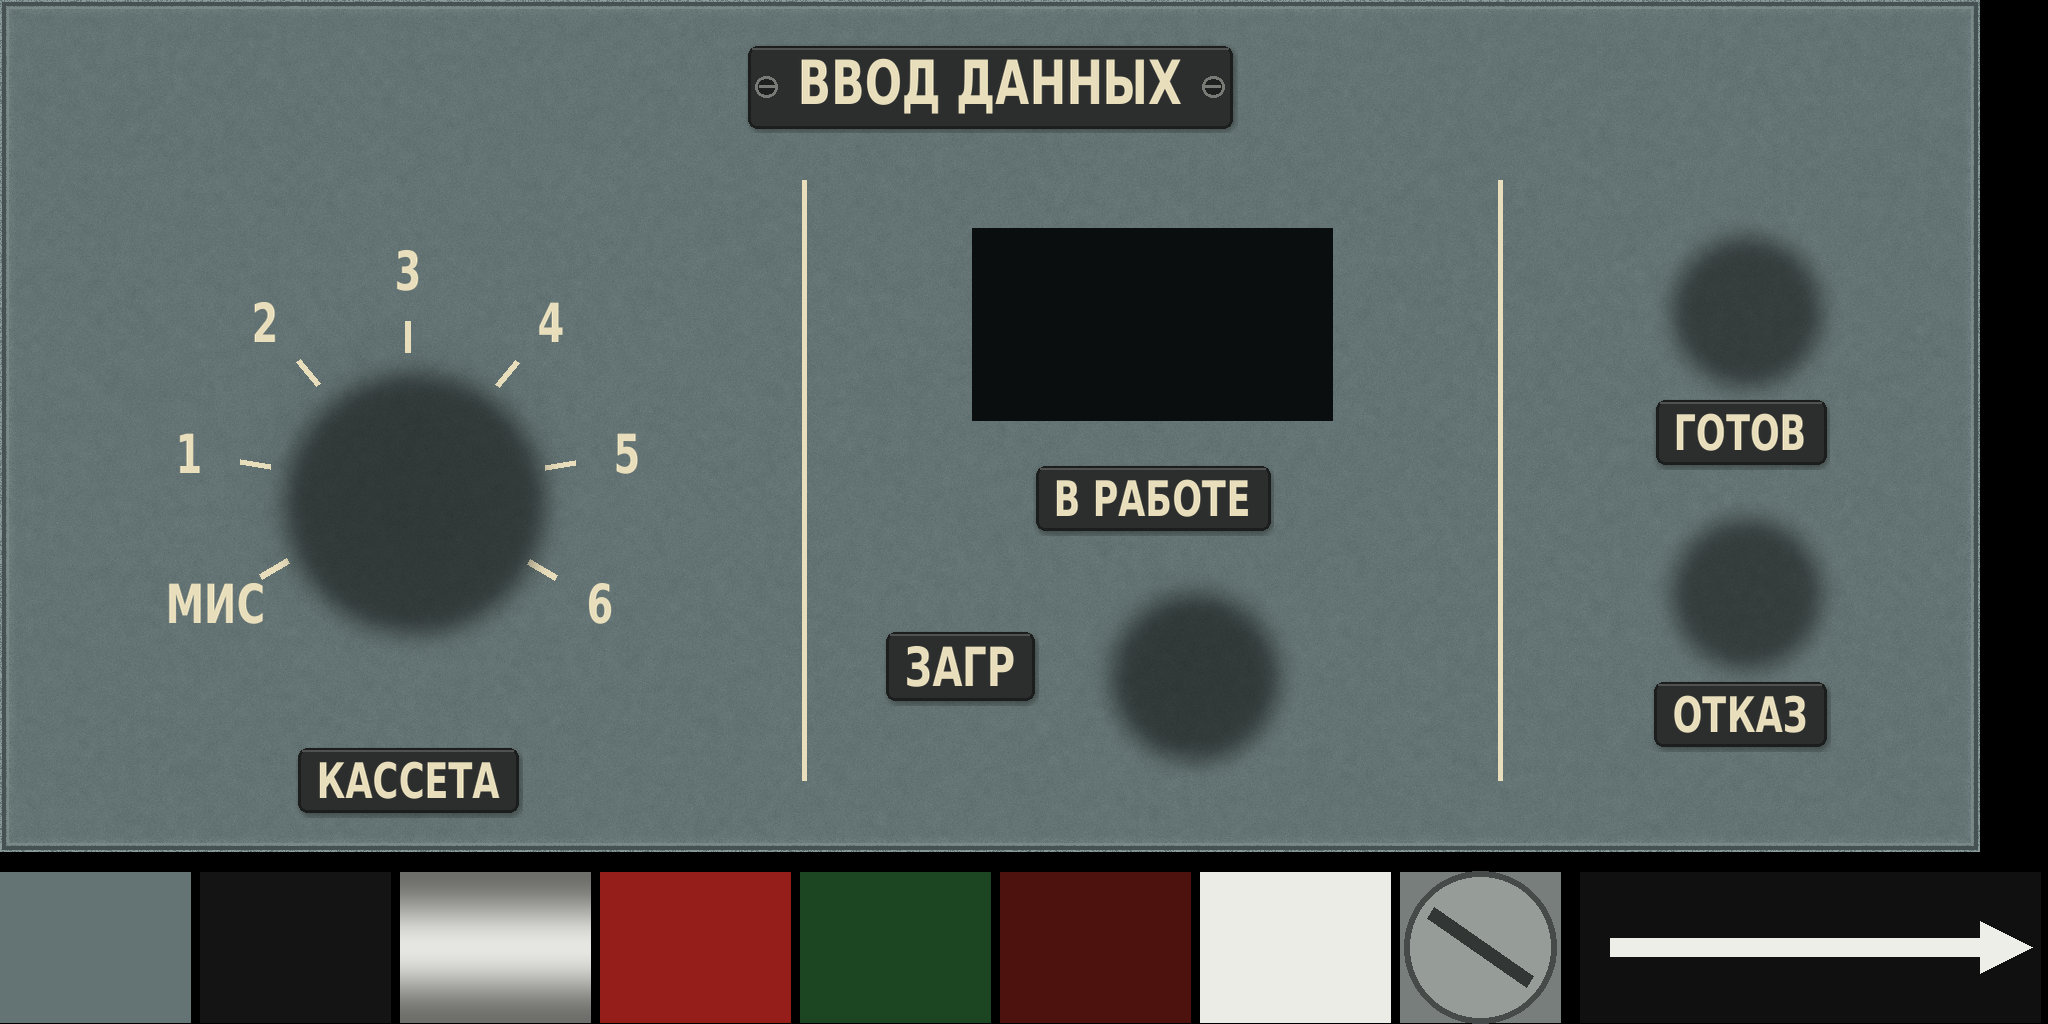 ВВОД ДАННЫХ
3
2
4
1
5
МИС
6
КАССЕТА
В РАБОТЕ
ЗАГР
ГОТОВ
ОТКАЗ